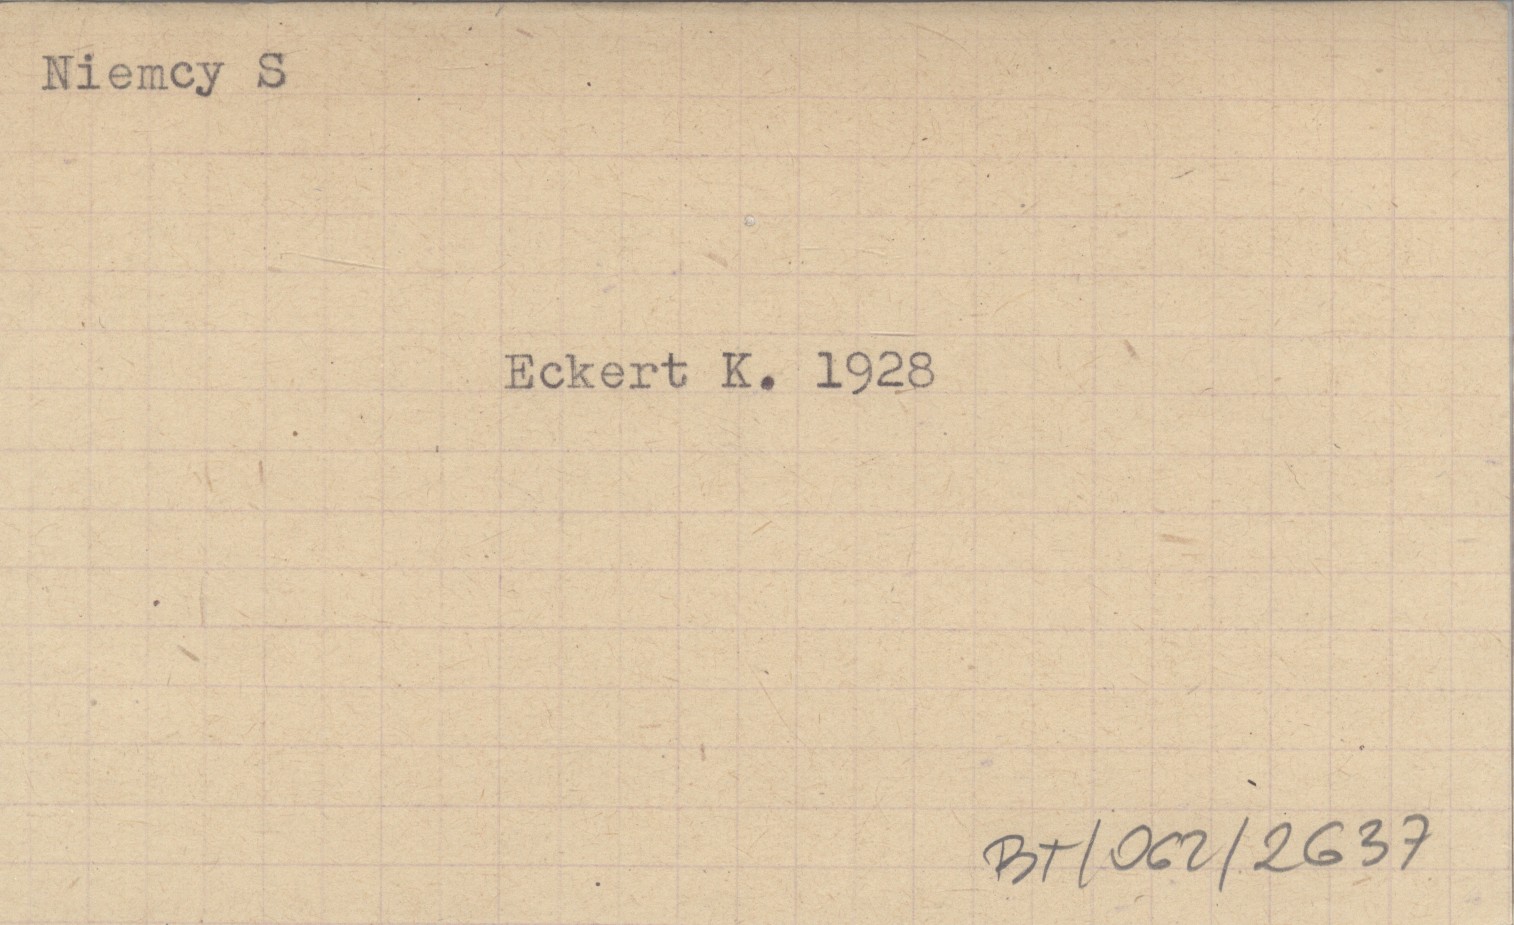 Niemcy S
Eckert K. 1928
BT/062/2637